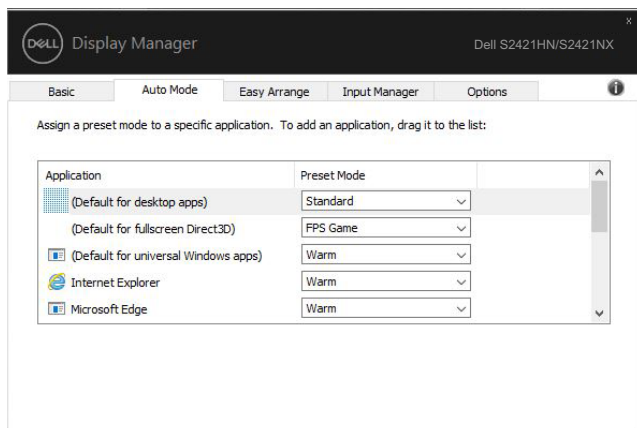 DELL Display Manager Dell S2421HN/S2421NX
Basic Auto Mode Easy Arrange Input Manager Options
Assign a preset mode to a specific application. To add an application, drag it to the list:
Application Preset Mode
(Default for desktop apps) Standard
(Default for fullscreen Direct3D) FPS Game
(Default for universal Windows apps) Warm
Internet Explorer Warm
Microsoft Edge Warm